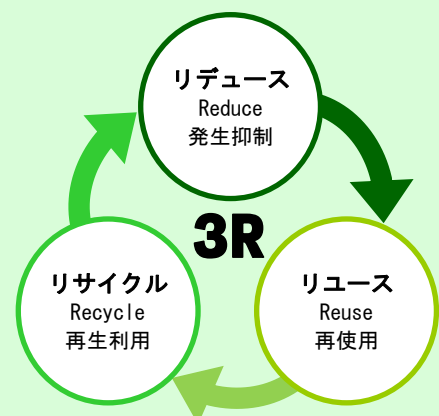 リデュース
Reduce
発生抑制
3R
リサイクル
Recycle
再生利用
リユース
Reuse
再使用